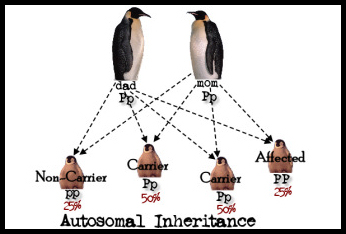 dad
Pp
mom
Pp
Non-Carrier
pp
25%
Carrier
Pp
50%
Carrier
Pp
50%
Affected
PP
25%
Autosomal Inheritance